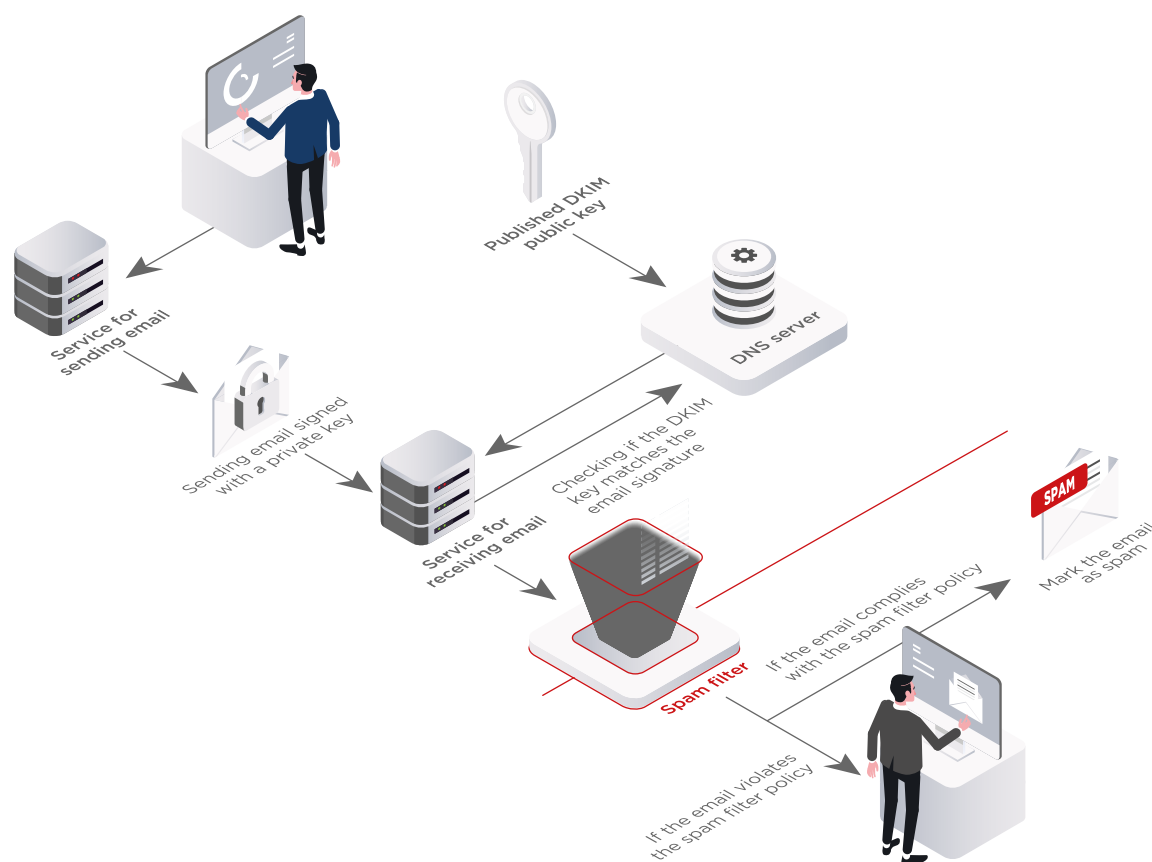 Published DKIM
public key
DNS server
Service for
sending email
Sending email signed
with a private key
Checking if the DKIM
key matches the
email signature
Service for
receiving email
SPAM
Mark the email
as spam
If the email complies
with the spam filter policy
Spam filter
If the email violates
the spam filter policy